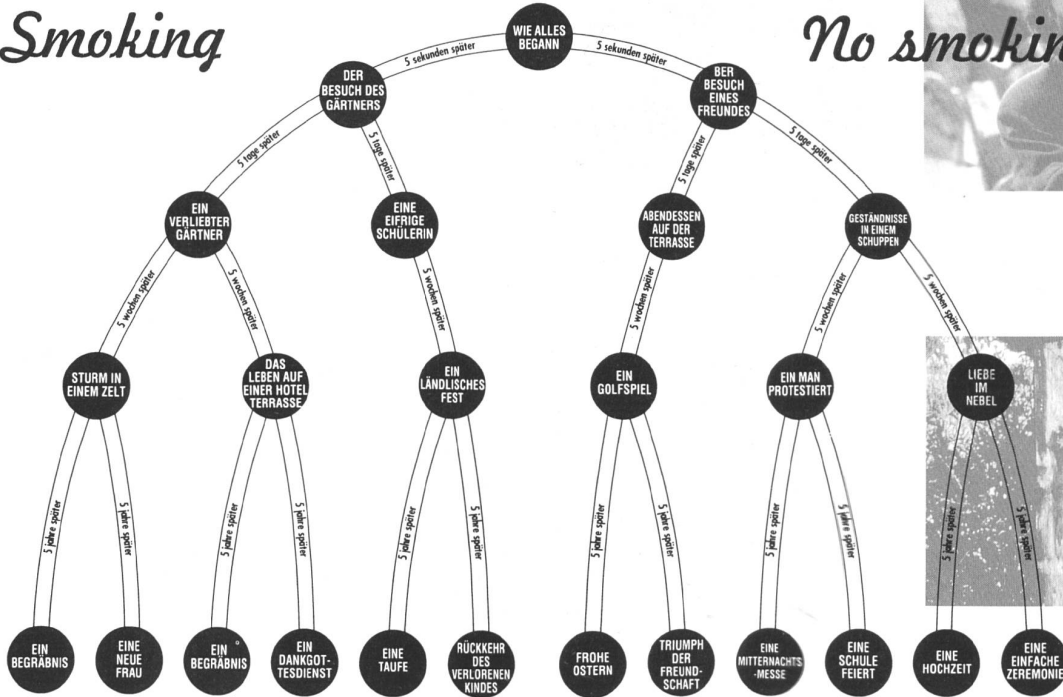 Smoking
No smokin
WIE ALLES
BEGANN
5 sekunden später
5 sekunden später
DER
BESUCH DES
GÄRTNERS
BER
BESUCH
EINES
FREUNDES
5 tage später
5 tage später
5 tage später
5 tage später
EIN
VERLIEBTER
GÄRTNER
EINE
EIFRIGE
SCHÜLERIN
ABENDESSEN
AUF DER
TERRASSE
GESTÄNDNISSE
IN EINEM
SCHUPPEN
5 wochen später
5 wochen später
5 wochen später
5 wochen später
5 wochen später
5 wochen später
STURM IN
EINEM ZELT
DAS
LEBEN AUF
EINER HOTEL
TERRASSE
EIN
LÄNDLISCHES
FEST
EIN
GOLFSPIEL
EIN MAN
PROTESTIERT
LIEBE
IM
NEBEL
5 jahre später
5 jahre später
5 jahre später
5 jahre später
5 jahre später
5 jahre später
5 jahre später
5 jahre später
5 jahre später
5 jahre später
5 jahre später
5 jahre später
EIN
BEGRÄBNIS
EINE
NEUE
FRAU
EIN
BEGRÄBNIS
EIN
DANKGOT-
TESDIENST
EINE
TAUFE
RÜCKKEHR
DES
VERLORENEN
KINDES
FROHE
OSTERN
TRIUMPH
DER
FREUND-
SCHAFT
EINE
MITTERNACHTS
-MESSE
EINE
SCHULE
FEIERT
EINE
HOCHZEIT
EINE
EINFACHE
ZEREMONI